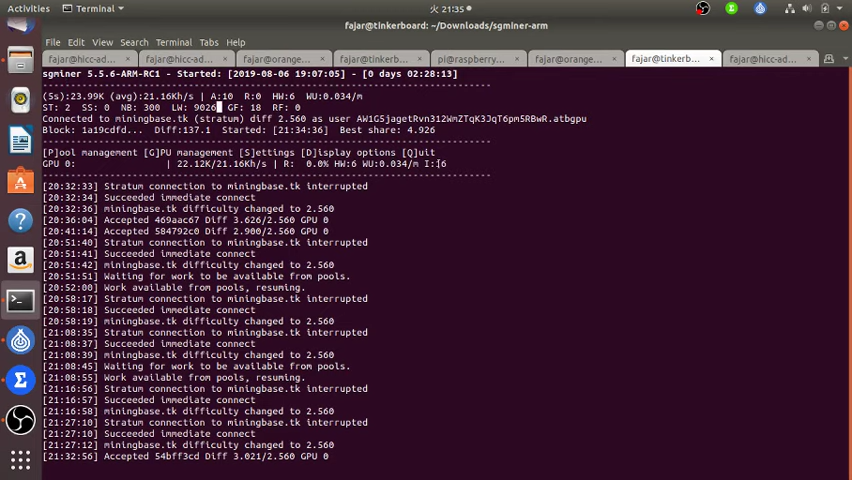 Activities
Terminal
火 21:35
fajar@tinkerboard: ~/Downloads/sgminer-arm
File Edit View Search Terminal Tabs Help
fajar@hicc-ad... × fajar@hicc-ad... × fajar@orange... × fajar@tinkerb... × pi@raspberry... × fajar@orange... × fajar@tinkerb... × fajar@hicc-ad... ×
sgminer 5.5.6-ARM-RC1 - Started: [2019-08-06 19:07:05] - [0 days 02:28:13]
--------------------------------------------------------------------------------
(5s):23.99K (avg):21.16Kh/s | A:10 R:0 HW:6 WU:0.034/m
ST: 2 SS: 0 NB: 300 LW: 9026 GF: 18 RF: 0
Connected to miningbase.tk (stratum) diff 2.560 as user AW1G5jagetRvn312WmZTqK3JqT6pm5RBwR.atbgpu
Block: 1a19cdfd... Diff:137.1 Started: [21:34:36] Best share: 4.926
--------------------------------------------------------------------------------
[P]ool management [G]PU management [S]ettings [D]isplay options [Q]uit
GPU 0: | 22.12K/21.16Kh/s | R: 0.0% HW:6 WU:0.034/m I: 6
--------------------------------------------------------------------------------
[20:32:33] Stratum connection to miningbase.tk interrupted
[20:32:34] Succeeded immediate connect
[20:32:36] miningbase.tk difficulty changed to 2.560
[20:36:04] Accepted 469aac67 Diff 3.626/2.560 GPU 0
[20:41:14] Accepted 584792c0 Diff 2.900/2.560 GPU 0
[20:51:40] Stratum connection to miningbase.tk interrupted
[20:51:41] Succeeded immediate connect
[20:51:42] miningbase.tk difficulty changed to 2.560
[20:51:51] Waiting for work to be available from pools.
[20:52:00] Work available from pools, resuming.
[20:58:17] Stratum connection to miningbase.tk interrupted
[20:58:18] Succeeded immediate connect
[20:58:19] miningbase.tk difficulty changed to 2.560
[21:08:35] Stratum connection to miningbase.tk interrupted
[21:08:37] Succeeded immediate connect
[21:08:39] miningbase.tk difficulty changed to 2.560
[21:08:45] Waiting for work to be available from pools.
[21:08:55] Work available from pools, resuming.
[21:16:56] Stratum connection to miningbase.tk interrupted
[21:16:57] Succeeded immediate connect
[21:16:58] miningbase.tk difficulty changed to 2.560
[21:27:10] Stratum connection to miningbase.tk interrupted
[21:27:10] Succeeded immediate connect
[21:27:12] miningbase.tk difficulty changed to 2.560
[21:32:56] Accepted 54bff3cd Diff 3.021/2.560 GPU 0